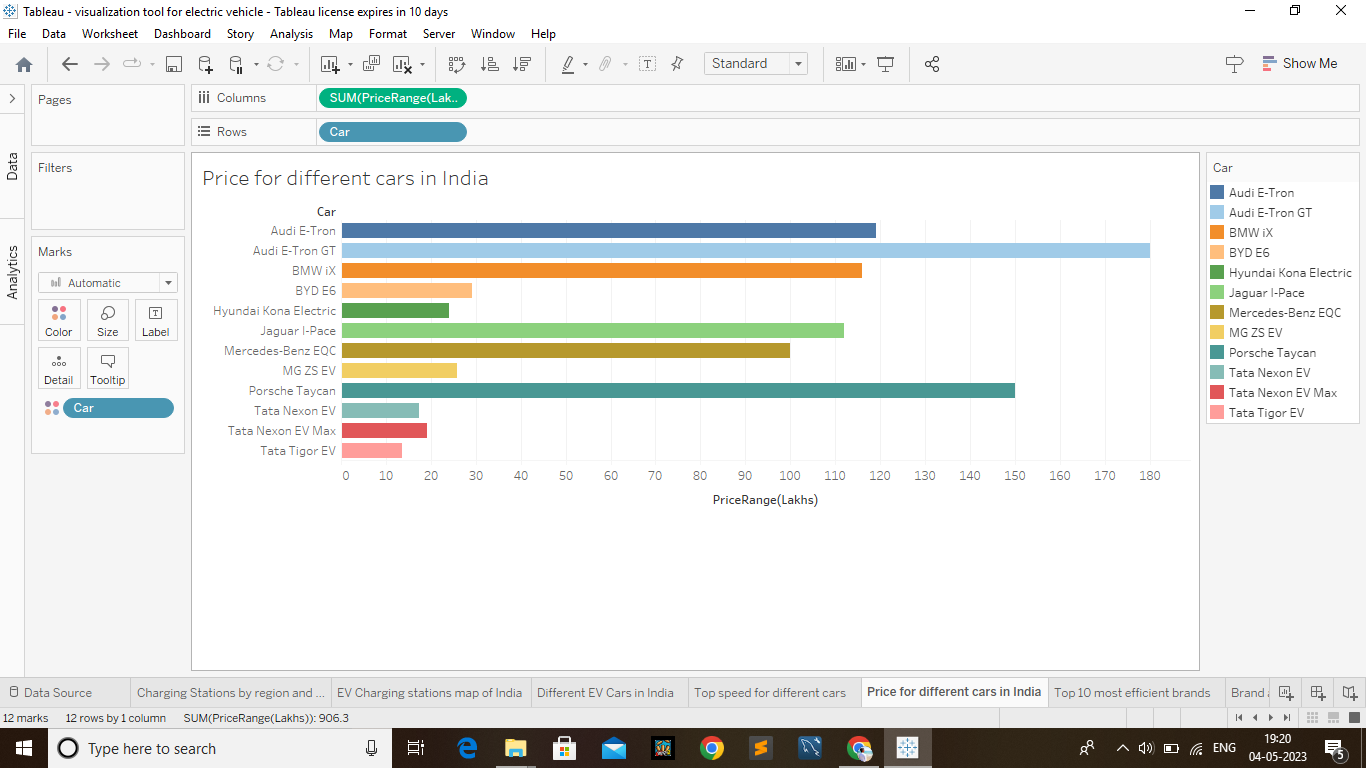 Tableau - visualization tool for electric vehicle - Tableau license expires in 10 days
File Data Worksheet Dashboard Story Analysis Map Format Server Window Help
Standard
Show Me
Pages
Columns
SUM(PriceRange(Lak..
Rows
Car
Data
Analytics
Filters
Marks
Automatic
Color
Size
Label
Detail
Tooltip
Car
Price for different cars in India
Car
Audi E-Tron
Audi E-Tron GT
BMW iX
BYD E6
Hyundai Kona Electric
Jaguar I-Pace
Mercedes-Benz EQC
MG ZS EV
Porsche Taycan
Tata Nexon EV
Tata Nexon EV Max
Tata Tigor EV
0 10 20 30 40 50 60 70 80 90 100 110 120 130 140 150 160 170 180
PriceRange(Lakhs)
Car
Audi E-Tron
Audi E-Tron GT
BMW iX
BYD E6
Hyundai Kona Electric
Jaguar I-Pace
Mercedes-Benz EQC
MG ZS EV
Porsche Taycan
Tata Nexon EV
Tata Nexon EV Max
Tata Tigor EV
Data Source Charging Stations by region and ... EV Charging stations map of India Different EV Cars in India Top speed for different cars Price for different cars in India Top 10 most efficient brands Brand
12 marks 12 rows by 1 column SUM(PriceRange(Lakhs)): 906.3
Type here to search
ENG
19:20
04-05-2023
5